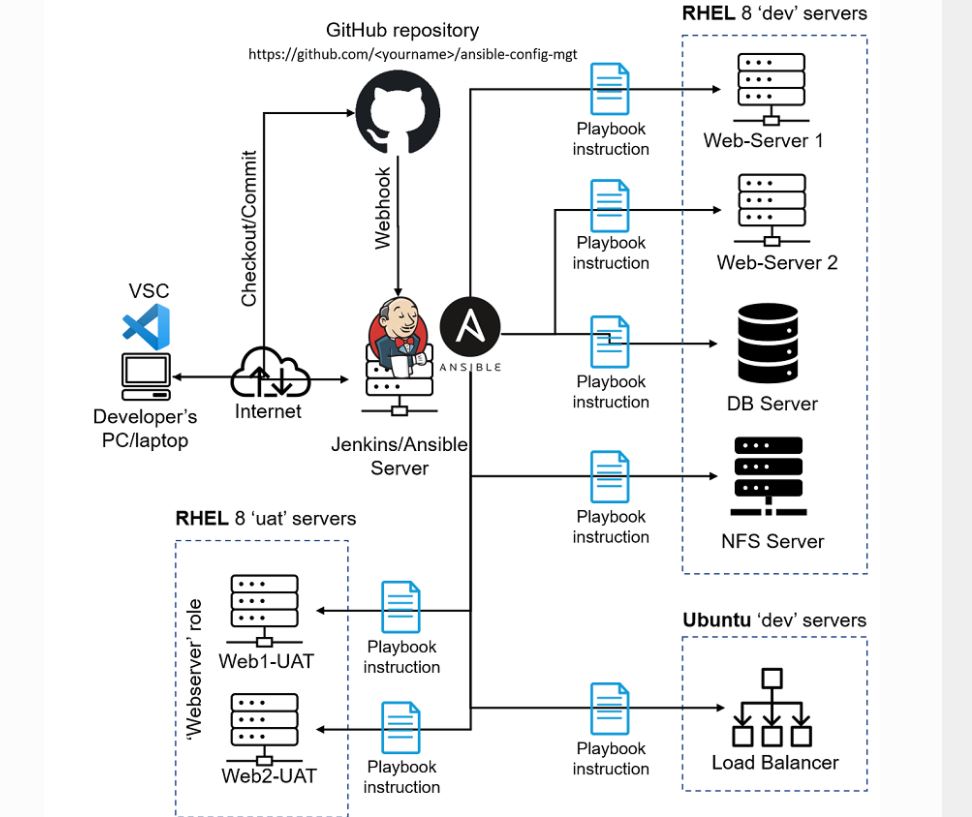 RHEL 8 ‘dev’ servers
GitHub repository
https://github.com/<yourname>/ansible-config-mgt
Playbook
instruction
Web-Server 1
Checkout/Commit
Webhook
Playbook
instruction
Web-Server 2
VSC
ANSIBLE
Playbook
instruction
DB Server
Internet
Developer’s
PC/laptop
Jenkins/Ansible
Server
Playbook
instruction
NFS Server
RHEL 8 ‘uat’ servers
‘Webserver’ role
Web1-UAT
Playbook
instruction
Ubuntu ‘dev’ servers
Web2-UAT
Playbook
instruction
Playbook
instruction
Load Balancer